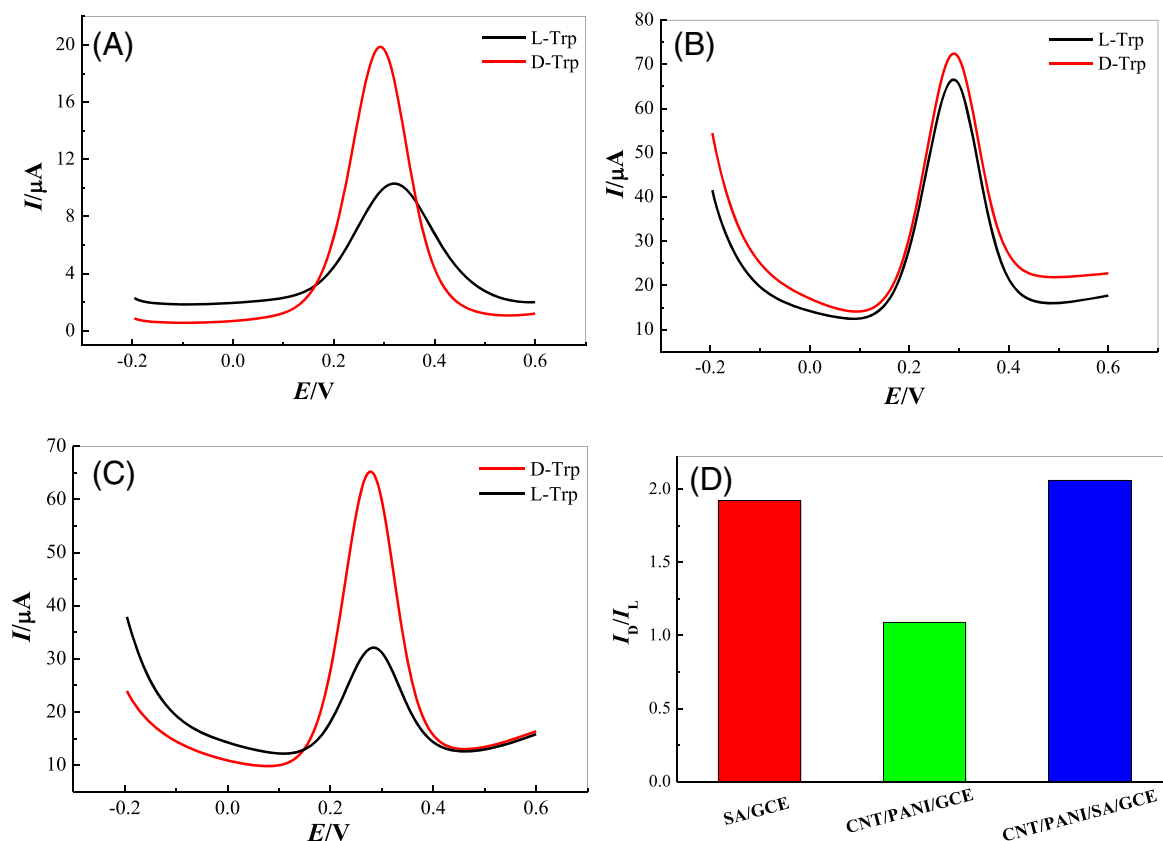 (A)
L-Trp
D-Trp
20
16
12
8
4
0
I/μA
-0.2 0.0 0.2 0.4 0.6
E/V
(B)
L-Trp
D-Trp
80
70
60
50
40
30
20
10
I/μA
-0.2 0.0 0.2 0.4 0.6
E/V
(C)
D-Trp
L-Trp
70
60
50
40
30
20
10
I/μA
-0.2 0.0 0.2 0.4 0.6
E/V
(D)
2.0
1.5
1.0
0.5
0.0
I_D/I_L
SA/GCE
CNT/PANI/GCE
CNT/PANI/SA/GCE